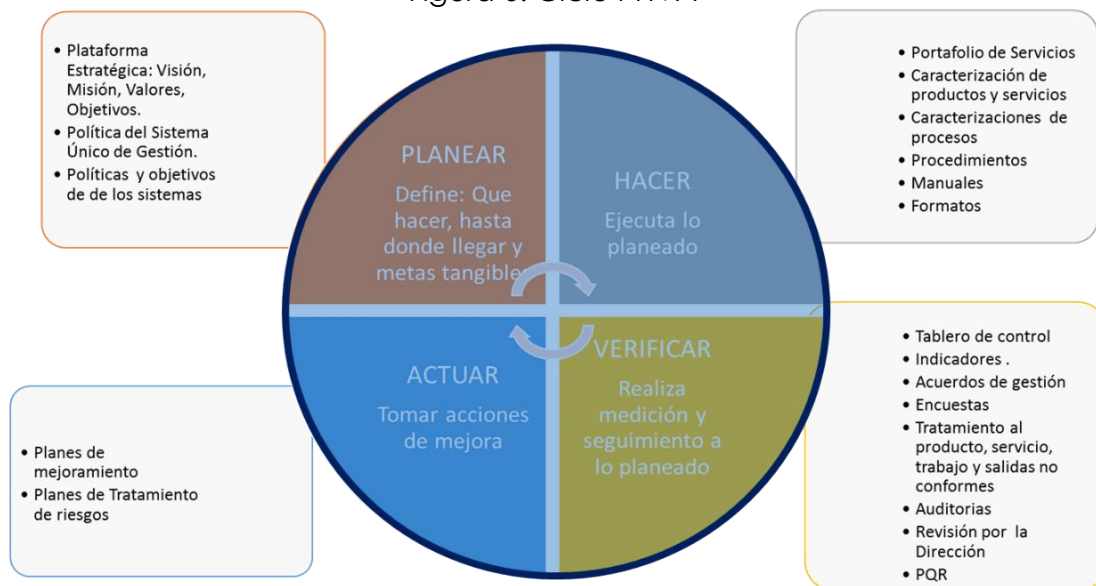 • Plataforma
Estratégica: Visión,
Misión, Valores,
Objetivos.
• Política del Sistema
Único de Gestión.
• Políticas y objetivos
de de los sistemas
PLANEAR
Define: Que
hacer, hasta
donde llegar y
metas tangibles
HACER
Ejecuta lo
planeado
• Portafolio de Servicios
• Caracterización de
productos y servicios
• Caracterizaciones de
procesos
• Procedimientos
• Manuales
• Formatos
• Planes de
mejoramiento
• Planes de Tratamiento
de riesgos
ACTUAR
Tomar acciones
de mejora
VERIFICAR
Realiza
medición y
seguimiento a
lo planeado
• Tablero de control
• Indicadores .
• Acuerdos de gestión
• Encuestas
• Tratamiento al
producto, servicio,
trabajo y salidas no
conformes
• Auditorias
• Revisión por la
Dirección
• PQR